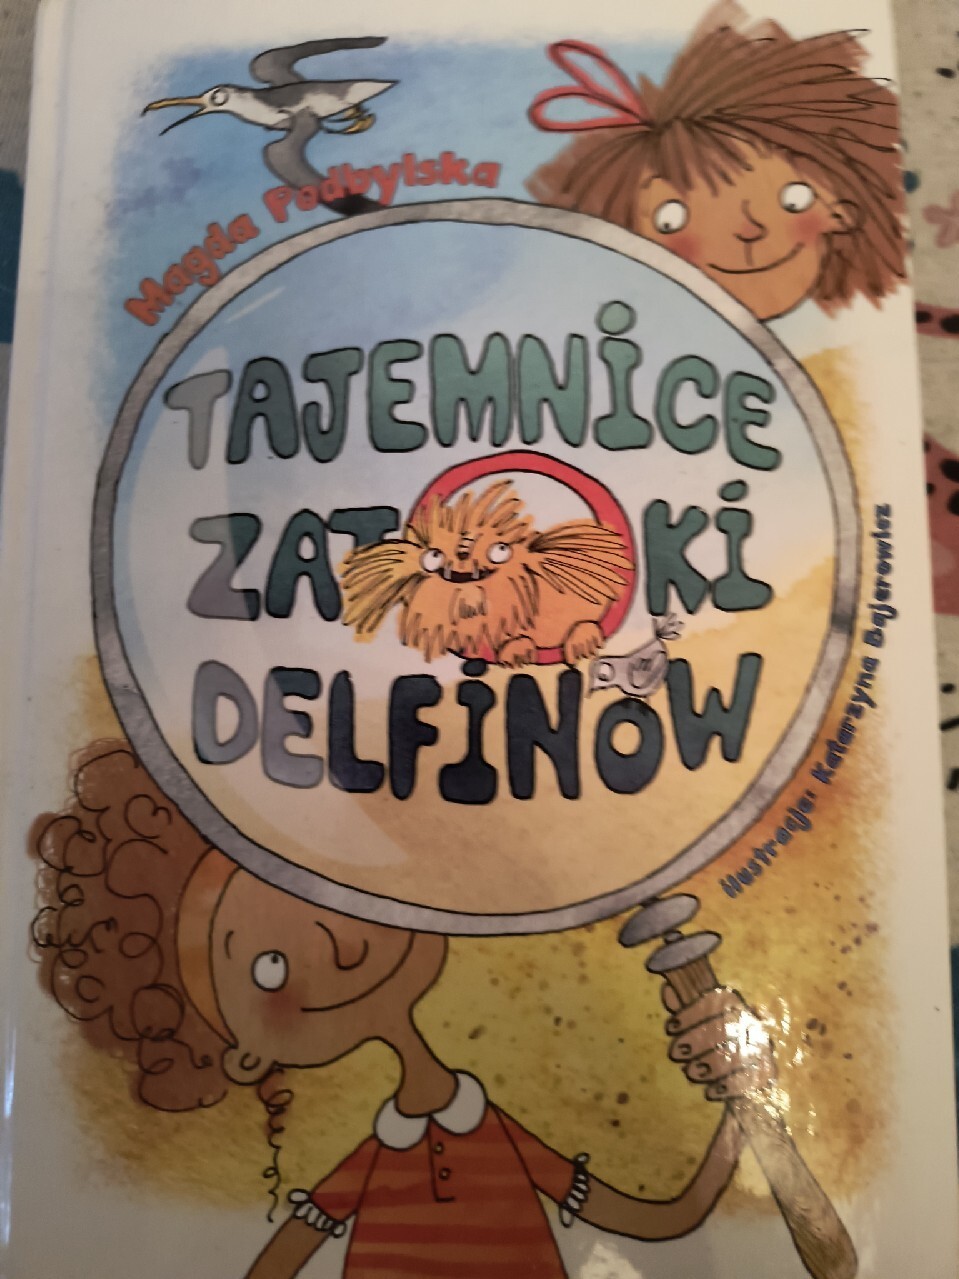 Magda Podbylska
TAJEMNICE
ZATOKI
DELFINÓW
ilustracje: Katarzyna Bajerowicz